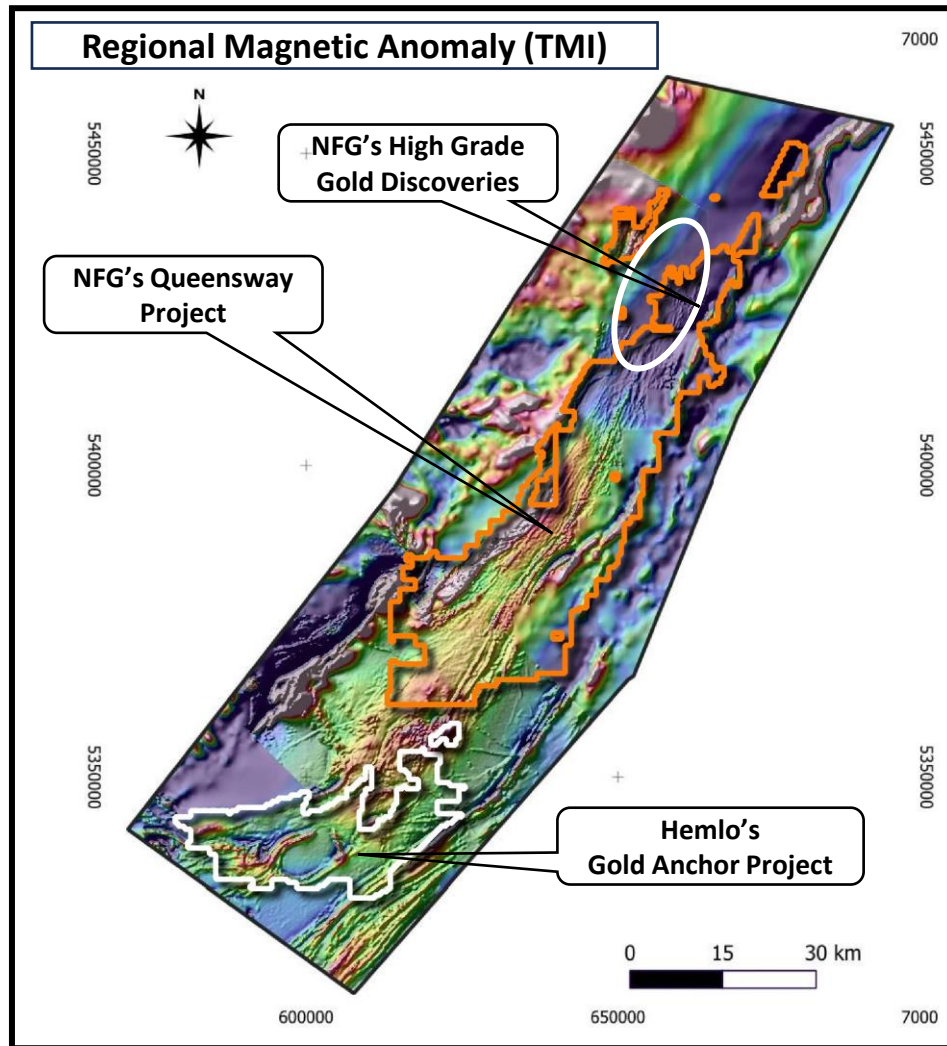 Regional Magnetic Anomaly (TMI)
7000
N
5450000
5450000
NFG's High Grade
Gold Discoveries
NFG's Queensway
Project
5400000
5400000
5350000
5350000
Hemlo's
Gold Anchor Project
0 15 30 km
600000 650000 7000